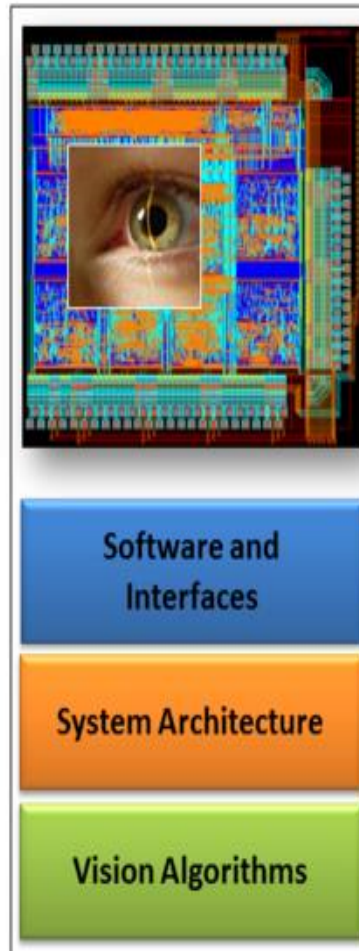 Software and
Interfaces
System Architecture
Vision Algorithms